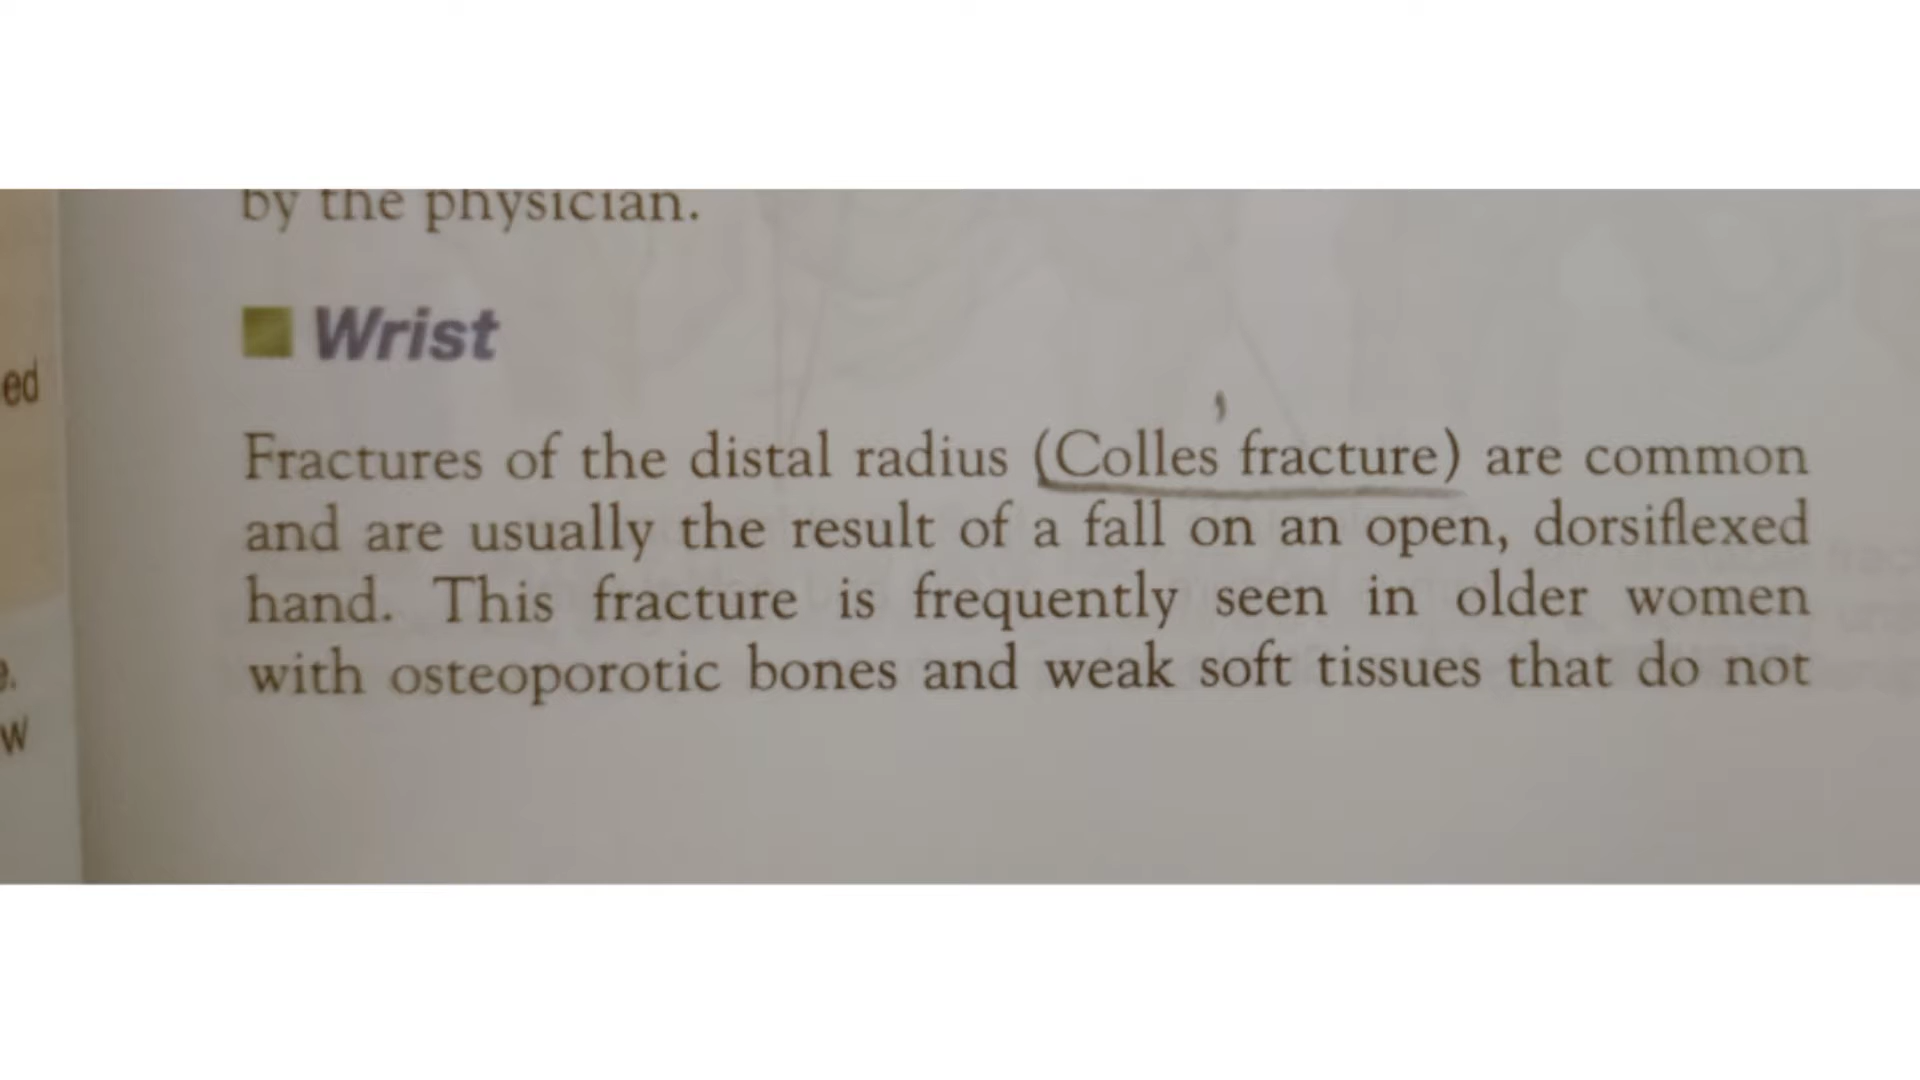 by the physician.
Wrist
Fractures of the distal radius (Colles' fracture) are common
and are usually the result of a fall on an open, dorsiflexed
hand. This fracture is frequently seen in older women
with osteoporotic bones and weak soft tissues that do not
ed
e.
w